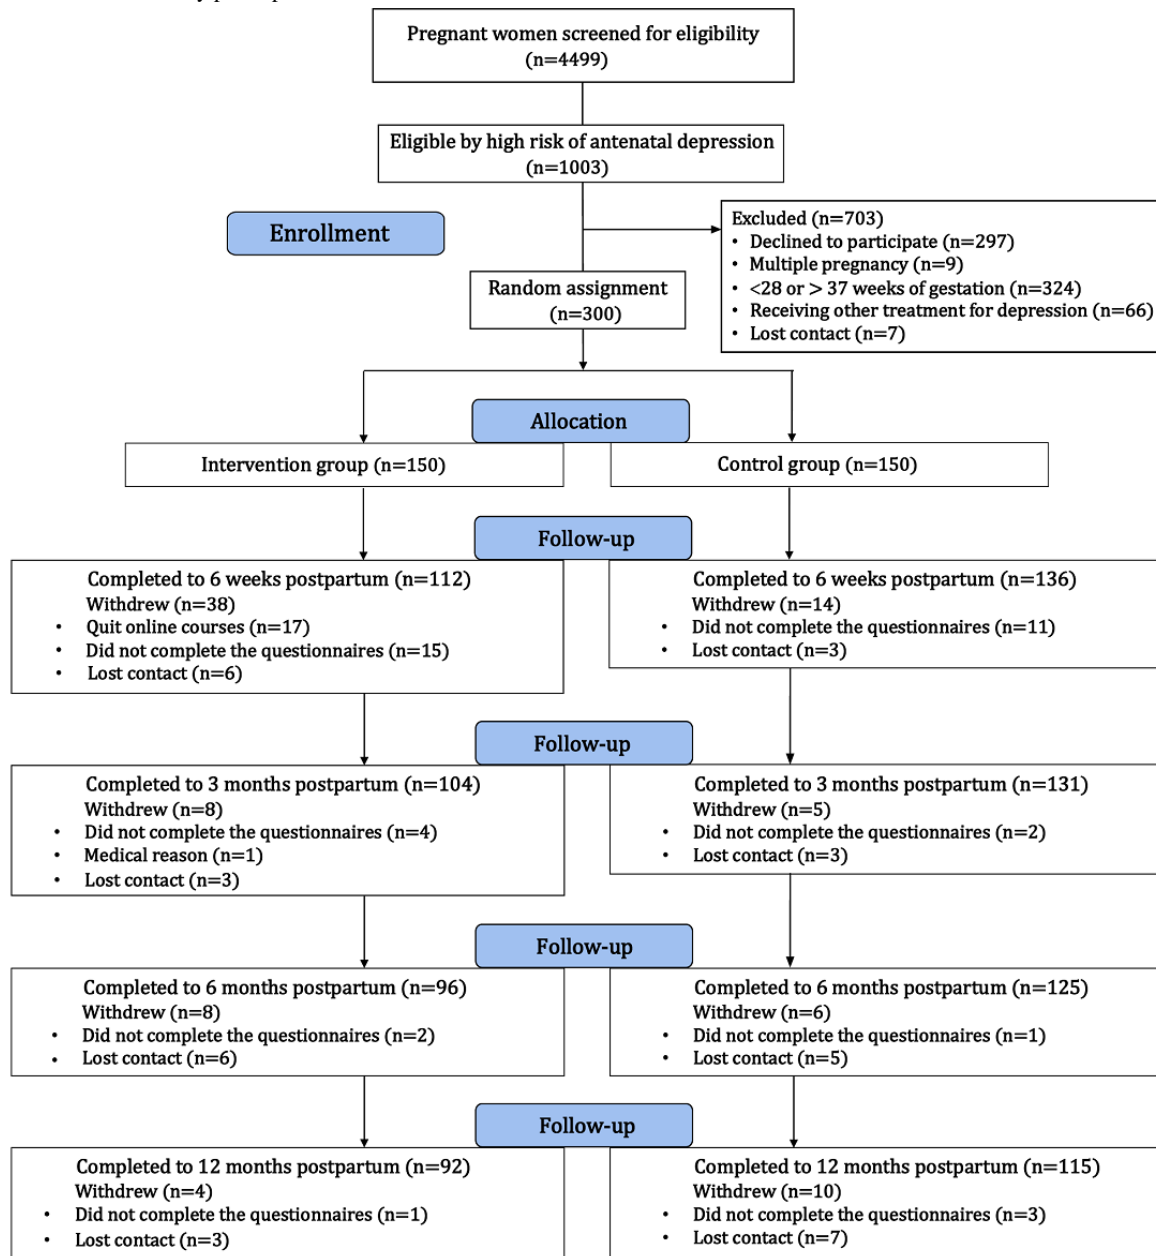 Pregnant women screened for eligibility
(n=4499)
Eligible by high risk of antenatal depression
(n=1003)
Enrollment
Excluded (n=703)
• Declined to participate (n=297)
• Multiple pregnancy (n=9)
• <28 or > 37 weeks of gestation (n=324)
• Receiving other treatment for depression (n=66)
• Lost contact (n=7)
Random assignment
(n=300)
Allocation
Intervention group (n=150)
Control group (n=150)
Follow-up
Completed to 6 weeks postpartum (n=112)
Withdrew (n=38)
• Quit online courses (n=17)
• Did not complete the questionnaires (n=15)
• Lost contact (n=6)
Completed to 6 weeks postpartum (n=136)
Withdrew (n=14)
• Did not complete the questionnaires (n=11)
• Lost contact (n=3)
Follow-up
Completed to 3 months postpartum (n=104)
Withdrew (n=8)
• Did not complete the questionnaires (n=4)
• Medical reason (n=1)
• Lost contact (n=3)
Completed to 3 months postpartum (n=131)
Withdrew (n=5)
• Did not complete the questionnaires (n=2)
• Lost contact (n=3)
Follow-up
Completed to 6 months postpartum (n=96)
Withdrew (n=8)
• Did not complete the questionnaires (n=2)
• Lost contact (n=6)
Completed to 6 months postpartum (n=125)
Withdrew (n=6)
• Did not complete the questionnaires (n=1)
• Lost contact (n=5)
Follow-up
Completed to 12 months postpartum (n=92)
Withdrew (n=4)
• Did not complete the questionnaires (n=1)
• Lost contact (n=3)
Completed to 12 months postpartum (n=115)
Withdrew (n=10)
• Did not complete the questionnaires (n=3)
• Lost contact (n=7)